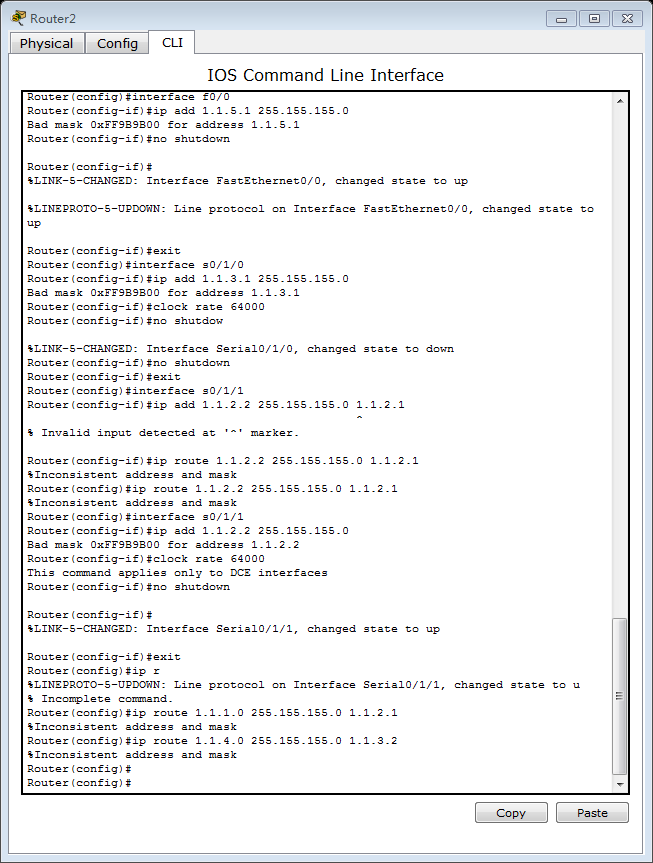 Router2
Physical Config CLI
IOS Command Line Interface
Router(config)#interface f0/0
Router(config-if)#ip add 1.1.5.1 255.155.155.0
Bad mask 0xFF9B9B00 for address 1.1.5.1
Router(config-if)#no shutdown
Router(config-if)#
%LINK-5-CHANGED: Interface FastEthernet0/0, changed state to up
%LINEPROTO-5-UPDOWN: Line protocol on Interface FastEthernet0/0, changed state to
up
Router(config-if)#exit
Router(config)#interface s0/1/0
Router(config-if)#ip add 1.1.3.1 255.155.155.0
Bad mask 0xFF9B9B00 for address 1.1.3.1
Router(config-if)#clock rate 64000
Router(config-if)#no shutdow
%LINK-5-CHANGED: Interface Serial0/1/0, changed state to down
Router(config-if)#no shutdown
Router(config-if)#exit
Router(config)#interface s0/1/1
Router(config-if)#ip add 1.1.2.2 255.155.155.0 1.1.2.1
^
% Invalid input detected at '^' marker.
Router(config-if)#ip route 1.1.2.2 255.155.155.0 1.1.2.1
%Inconsistent address and mask
Router(config)#ip route 1.1.2.2 255.155.155.0 1.1.2.1
%Inconsistent address and mask
Router(config)#interface s0/1/1
Router(config-if)#ip add 1.1.2.2 255.155.155.0
Bad mask 0xFF9B9B00 for address 1.1.2.2
Router(config-if)#clock rate 64000
This command applies only to DCE interfaces
Router(config-if)#no shutdown
Router(config-if)#
%LINK-5-CHANGED: Interface Serial0/1/1, changed state to up
Router(config-if)#exit
Router(config)#ip r
%LINEPROTO-5-UPDOWN: Line protocol on Interface Serial0/1/1, changed state to u
% Incomplete command.
Router(config)#ip route 1.1.1.0 255.155.155.0 1.1.2.1
%Inconsistent address and mask
Router(config)#ip route 1.1.4.0 255.155.155.0 1.1.3.2
%Inconsistent address and mask
Router(config)#
Router(config)#
Copy Paste